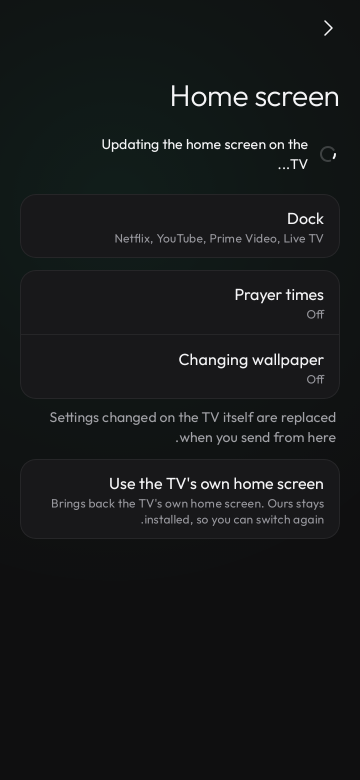 Home screen
Updating the home screen on the
TV...
Dock
Netflix, YouTube, Prime Video, Live TV
Prayer times
Off
Changing wallpaper
Off
Settings changed on the TV itself are replaced
when you send from here.
Use the TV's own home screen
Brings back the TV's own home screen. Ours stays
installed, so you can switch again.